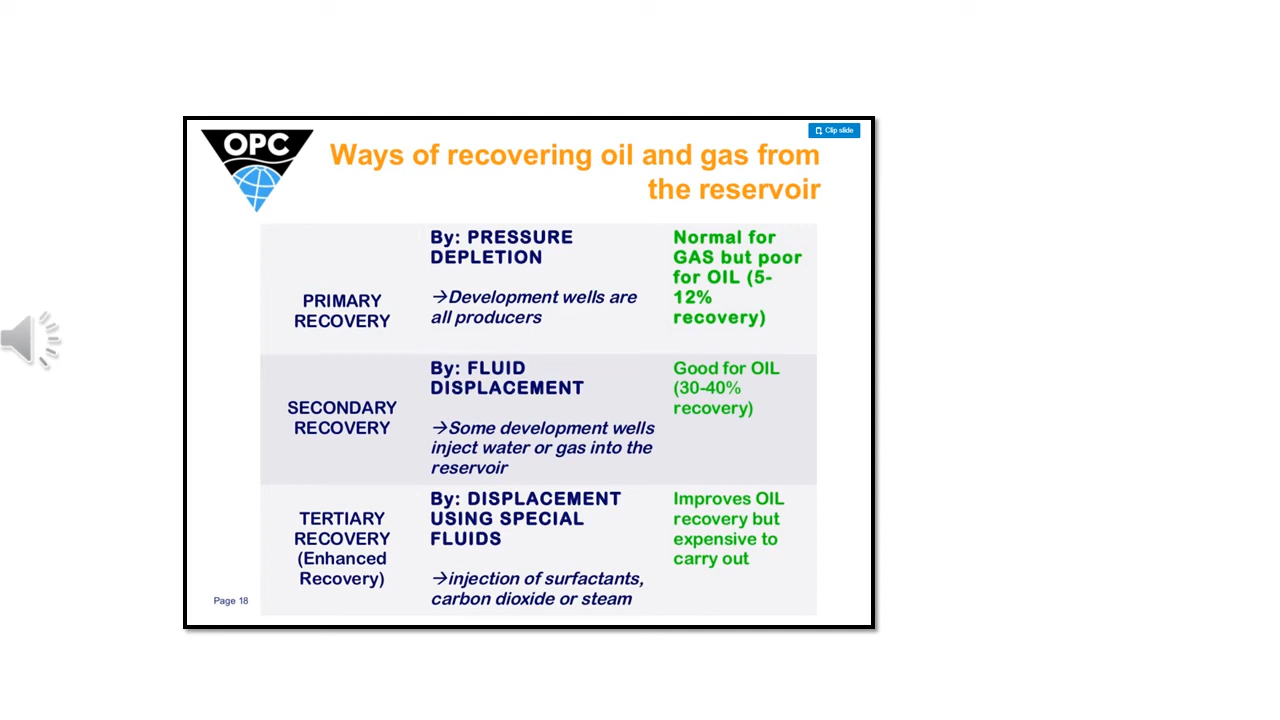 OPC
Clip slide
Ways of recovering oil and gas from
the reservoir
PRIMARY
RECOVERY
By: PRESSURE
DEPLETION
→Development wells are
all producers
Normal for
GAS but poor
for OIL (5-
12%
recovery)
SECONDARY
RECOVERY
By: FLUID
DISPLACEMENT
→Some development wells
inject water or gas into the
reservoir
Good for OIL
(30-40%
recovery)
TERTIARY
RECOVERY
(Enhanced
Recovery)
By: DISPLACEMENT
USING SPECIAL
FLUIDS
→injection of surfactants,
carbon dioxide or steam
Improves OIL
recovery but
expensive to
carry out
Page 18